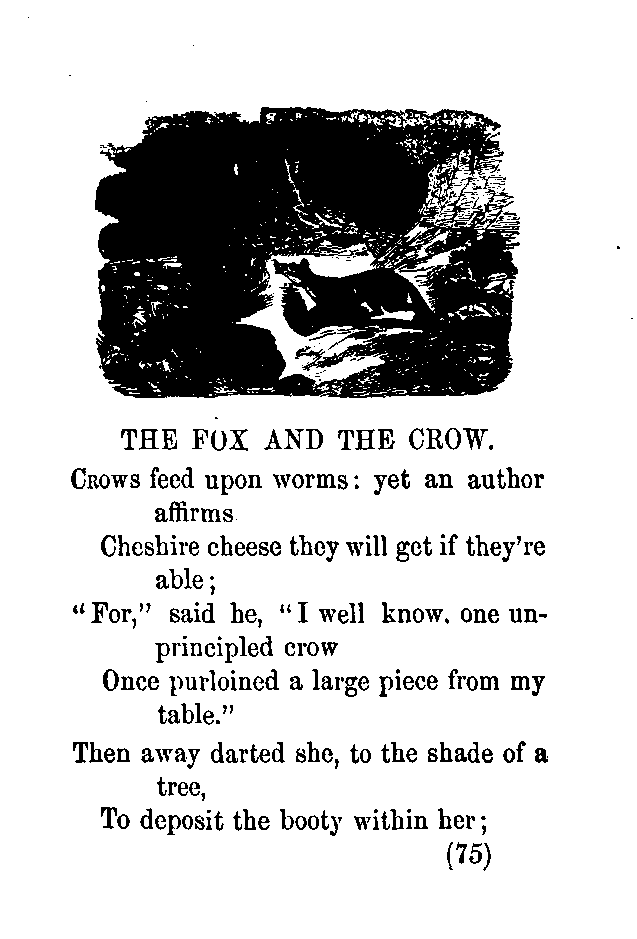 THE FOX AND THE CROW.
CROWS feed upon worms: yet an author
affirms
Cheshire cheese they will get if they're
able;
"For," said he, "I well know. one un-
principled crow
Once purloined a large piece from my
table."
Then away darted she, to the shade of a
tree,
To deposit the booty within her;
(75)